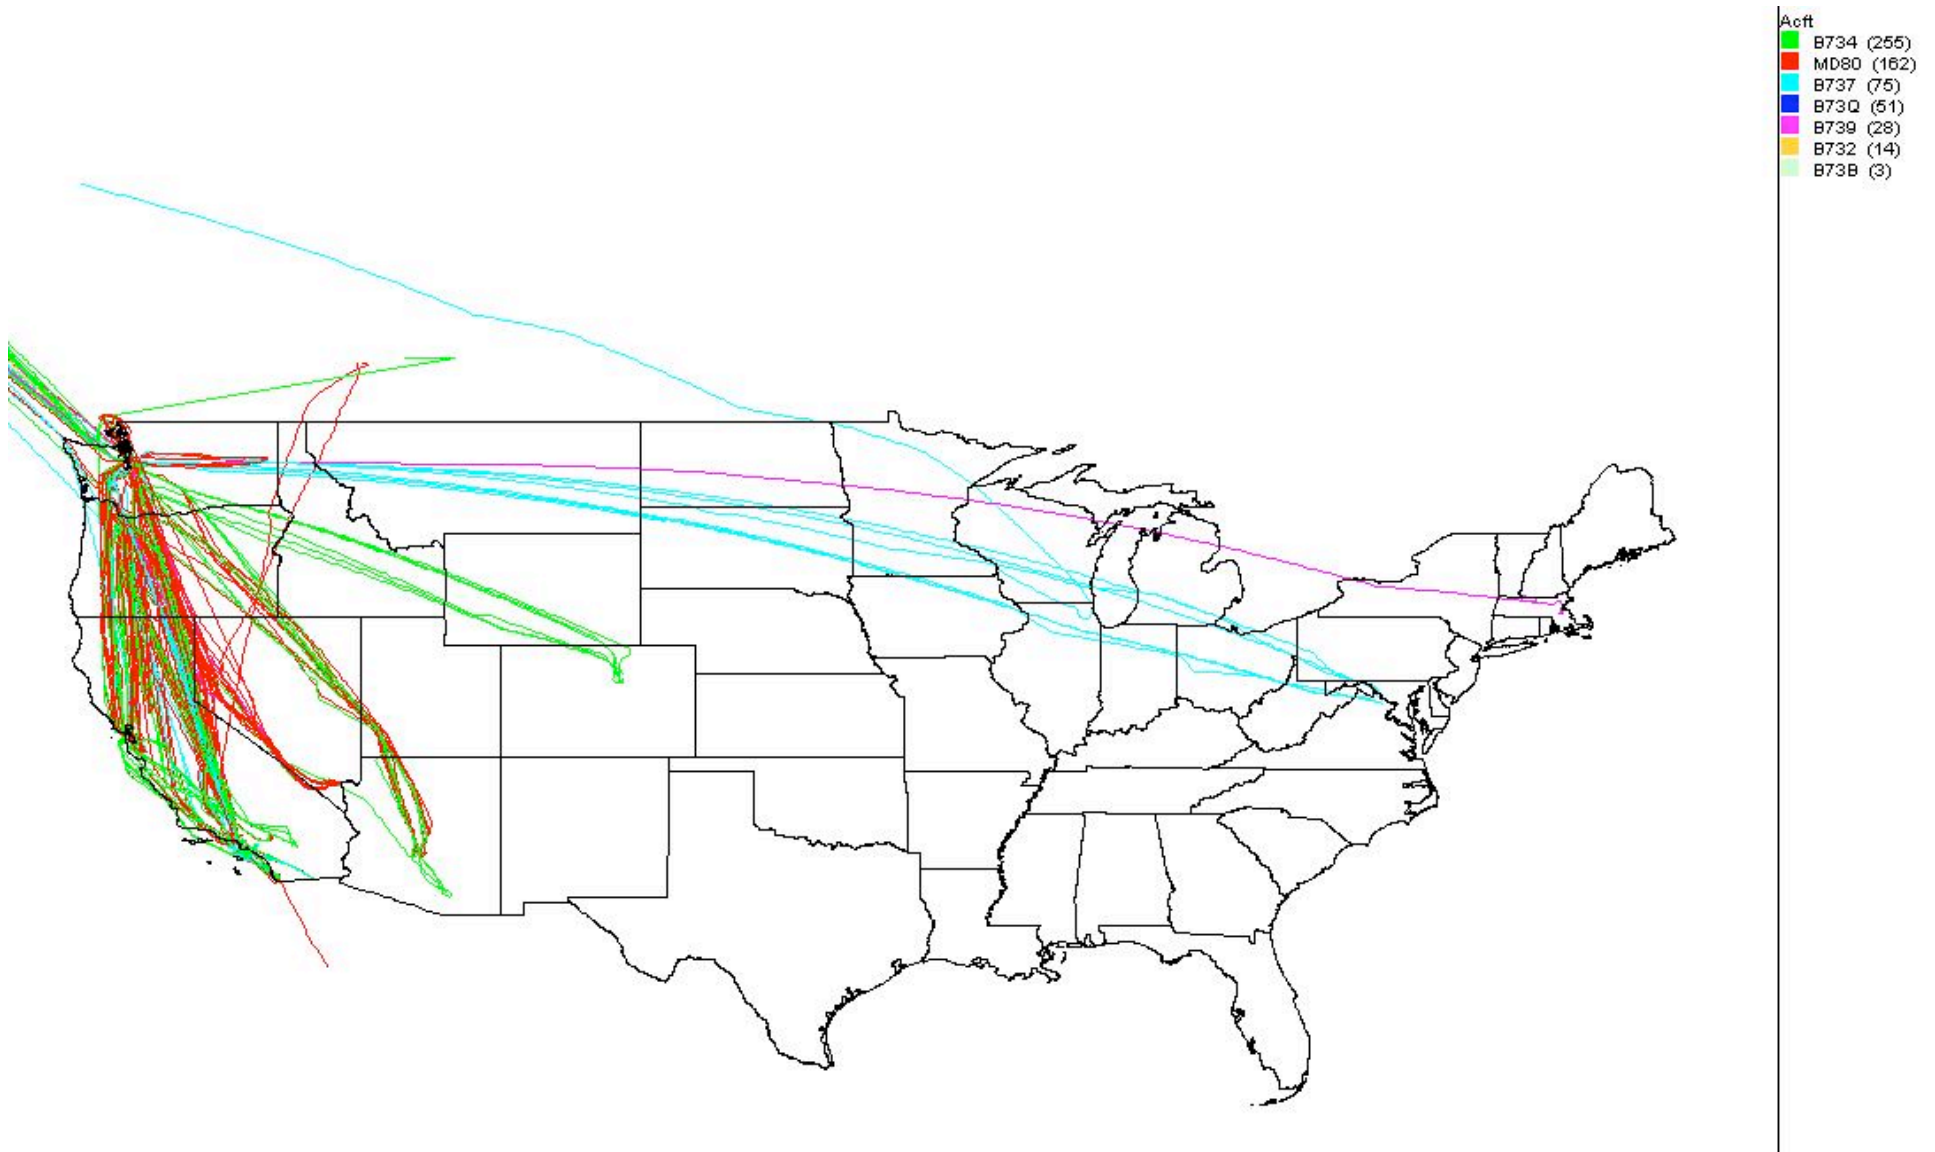 Acft
B734 (255)
MD80 (162)
B737 (75)
B73Q (51)
B739 (28)
B732 (14)
B73B (3)